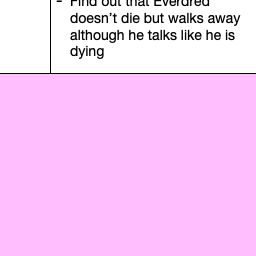 - Find out that Everdred
doesn't die but walks away
although he talks like he is
dying